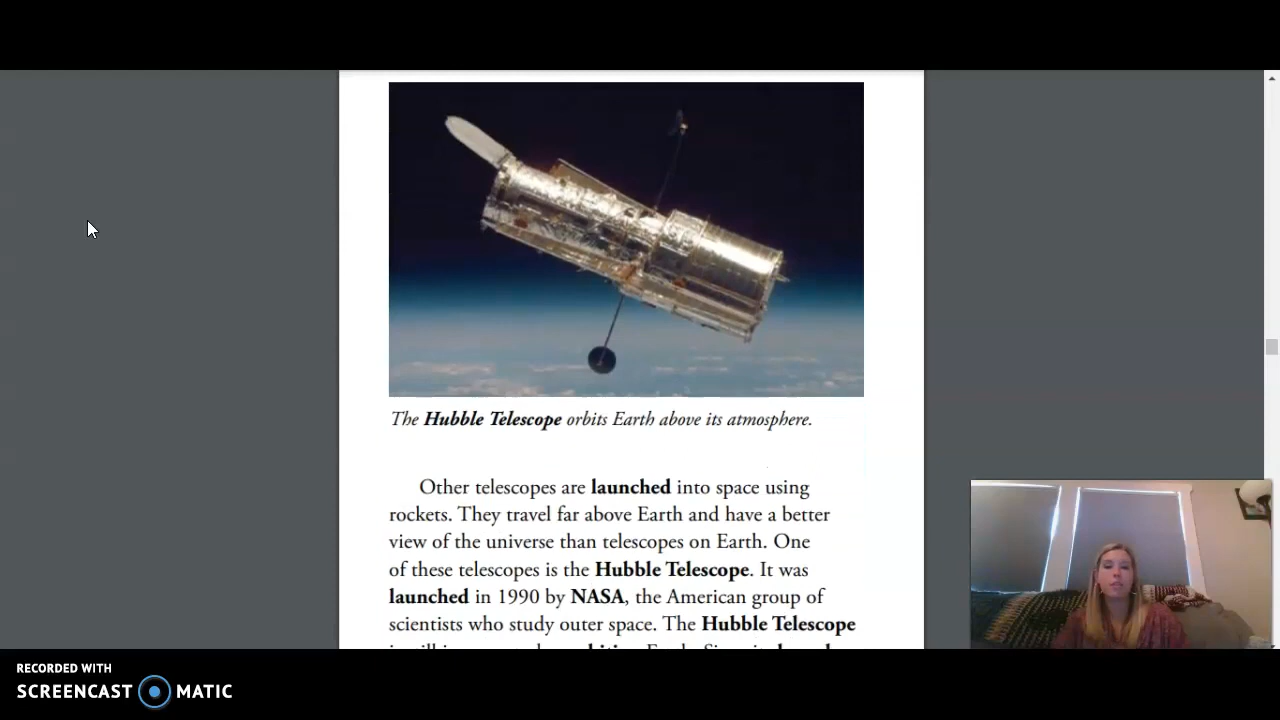 The Hubble Telescope orbits Earth above its atmosphere.
Other telescopes are launched into space using
rockets. They travel far above Earth and have a better
view of the universe than telescopes on Earth. One
of these telescopes is the Hubble Telescope. It was
launched in 1990 by NASA, the American group of
scientists who study outer space. The Hubble Telescope
RECORDED WITH
SCREENCAST MATIC